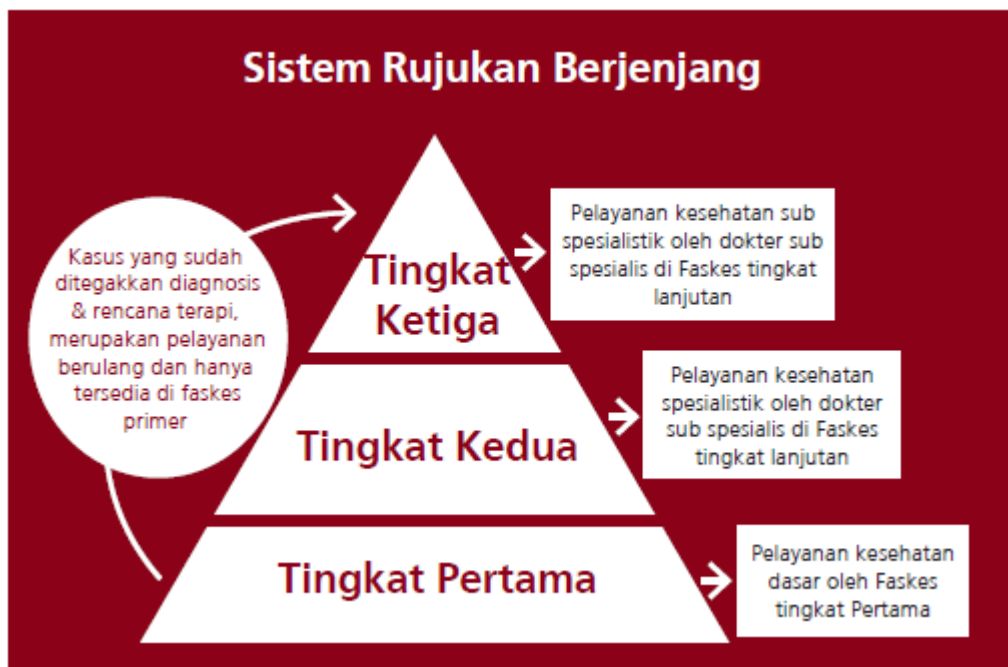 Sistem Rujukan Berjenjang
Kasus yang sudah
ditegakkan diagnosis
& rencana terapi,
merupakan pelayanan
berulang dan hanya
tersedia di faskes
primer
Tingkat
Ketiga
Pelayanan kesehatan sub
spesialistik oleh dokter sub
spesialis di Faskes tingkat
lanjutan
Tingkat Kedua
Pelayanan kesehatan
spesialistik oleh dokter
sub spesialis di Faskes
tingkat lanjutan
Tingkat Pertama
Pelayanan kesehatan
dasar oleh Faskes
tingkat Pertama